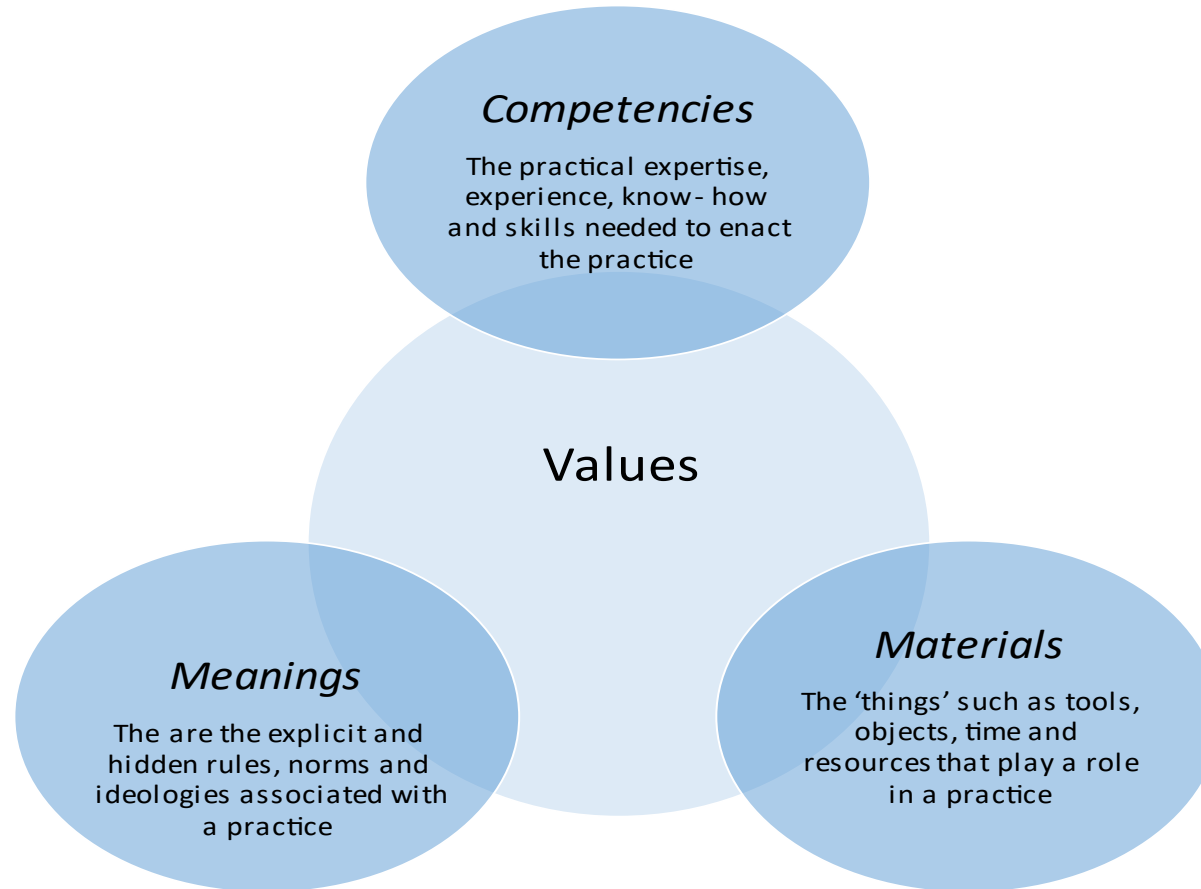 Competencies
The practical expertise,
experience, know- how
and skills needed to enact
the practice
Values
Meanings
The are the explicit and
hidden rules, norms and
ideologies associated with
a practice
Materials
The ‘things’ such as tools,
objects, time and
resources that play a role
in a practice